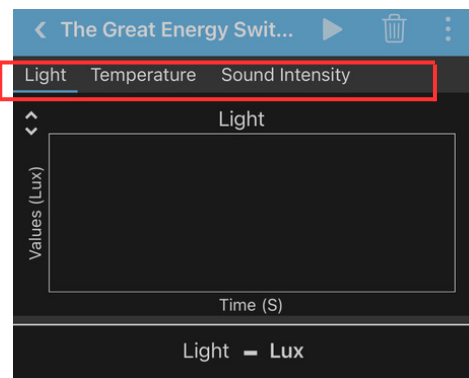 The Great Energy Swit...
Light Temperature Sound Intensity
Light
Values (Lux)
Time (S)
Light – Lux